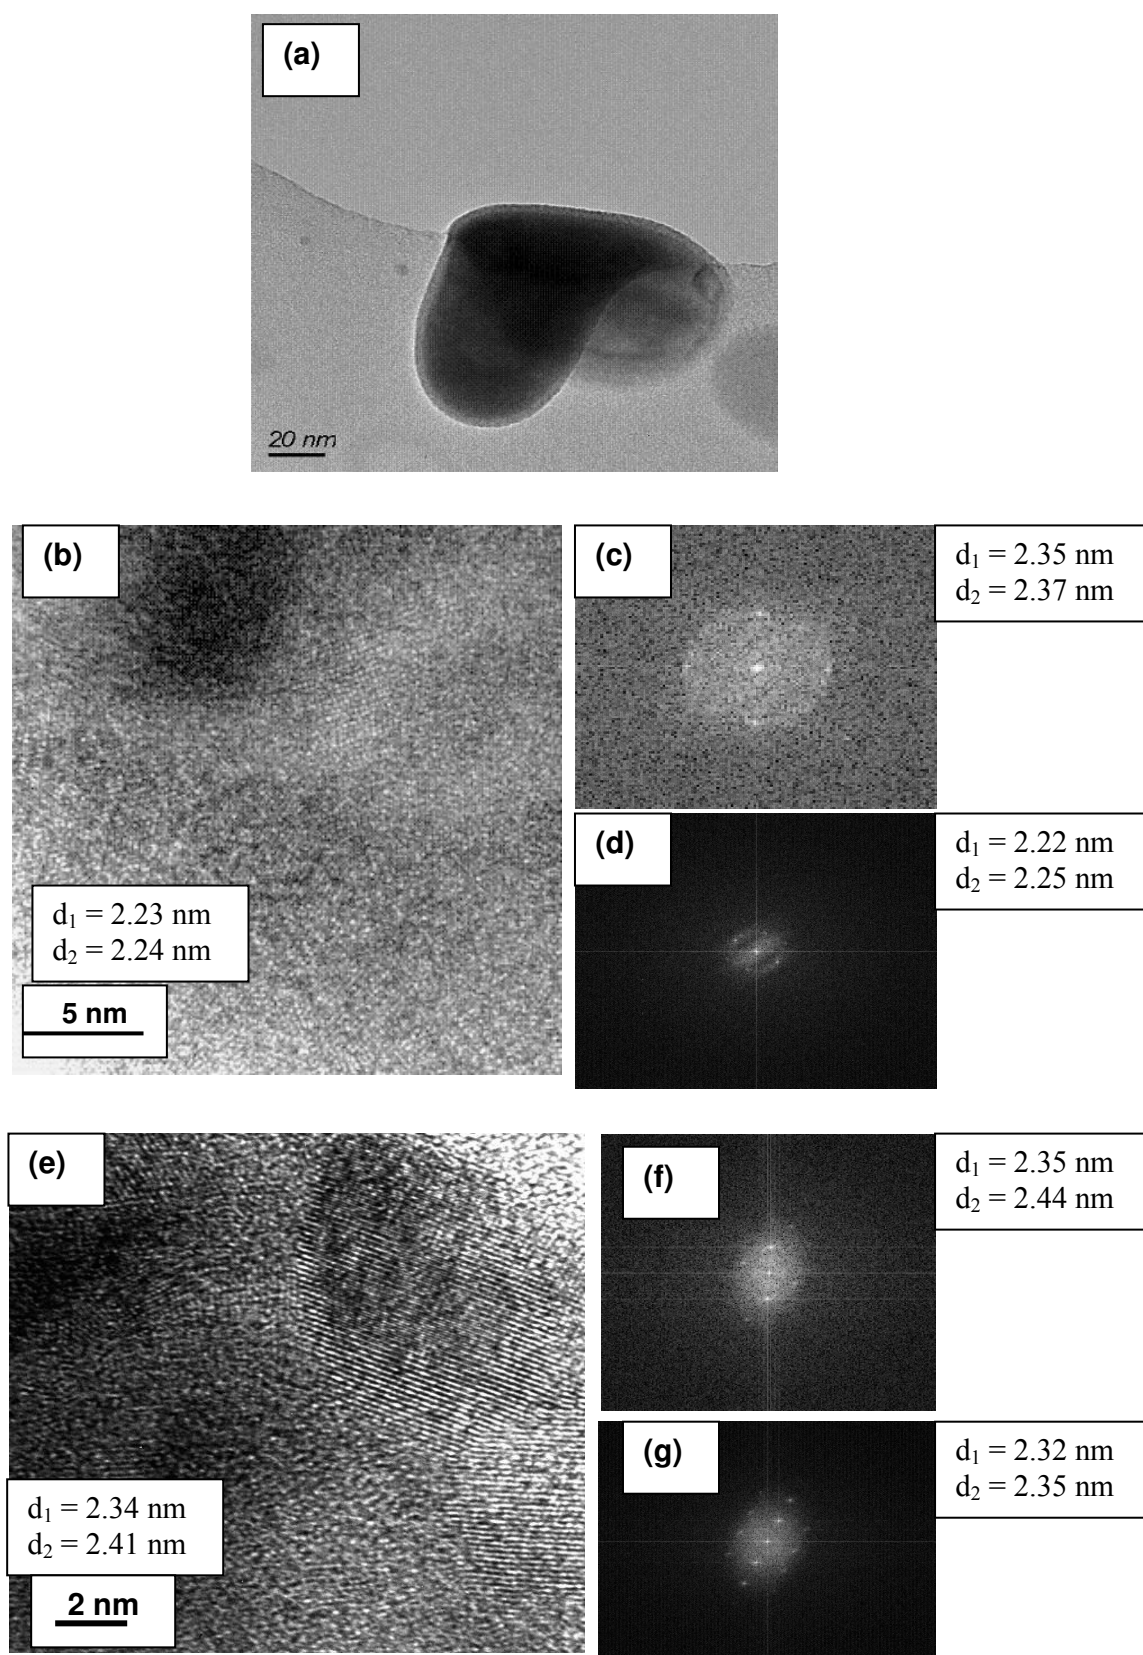 (a)
20 nm
(b)
d₁ = 2.23 nm
d₂ = 2.24 nm
5 nm
(c)
d₁ = 2.35 nm
d₂ = 2.37 nm
(d)
d₁ = 2.22 nm
d₂ = 2.25 nm
(e)
d₁ = 2.34 nm
d₂ = 2.41 nm
2 nm
(f)
d₁ = 2.35 nm
d₂ = 2.44 nm
(g)
d₁ = 2.32 nm
d₂ = 2.35 nm